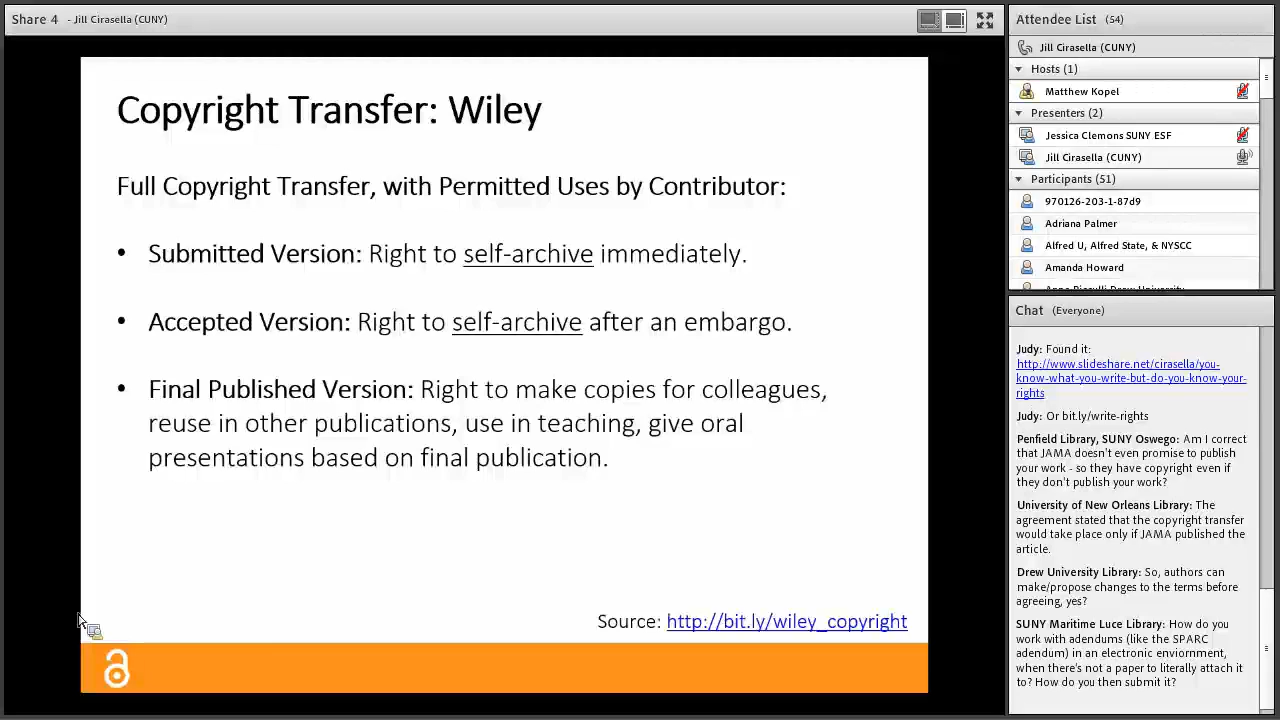 Share 4 - Jill Cirasella (CUNY)
Copyright Transfer: Wiley
Full Copyright Transfer, with Permitted Uses by Contributor:
• Submitted Version: Right to self-archive immediately.
• Accepted Version: Right to self-archive after an embargo.
• Final Published Version: Right to make copies for colleagues,
reuse in other publications, use in teaching, give oral
presentations based on final publication.
Source: http://bit.ly/wiley_copyright
Attendee List (54)
Jill Cirasella (CUNY)
Hosts (1)
Matthew Kopel
Presenters (2)
Jessica Clemons SUNY ESF
Jill Cirasella (CUNY)
Participants (51)
970126-203-1-87d9
Adriana Palmer
Alfred U, Alfred State, & NYSCC
Amanda Howard
Chat (Everyone)
Judy: Found it:
http://www.slideshare.net/cirasella/you-
know-what-you-write-but-do-you-know-your-
rights
Judy: Or bit.ly/write-rights
Penfield Library, SUNY Oswego: Am I correct
that JAMA doesn't even promise to publish
your work - so they have copyright even if
they don't publish your work?
University of New Orleans Library: The
agreement stated that the copyright transfer
would take place only if JAMA published the
article.
Drew University Library: So, authors can
make/propose changes to the terms before
agreeing, yes?
SUNY Maritime Luce Library: How do you
work with adendums (like the SPARC
adendum) in an electronic enviornment,
when there's not a paper to literally attach it
to? How do you then submit it?